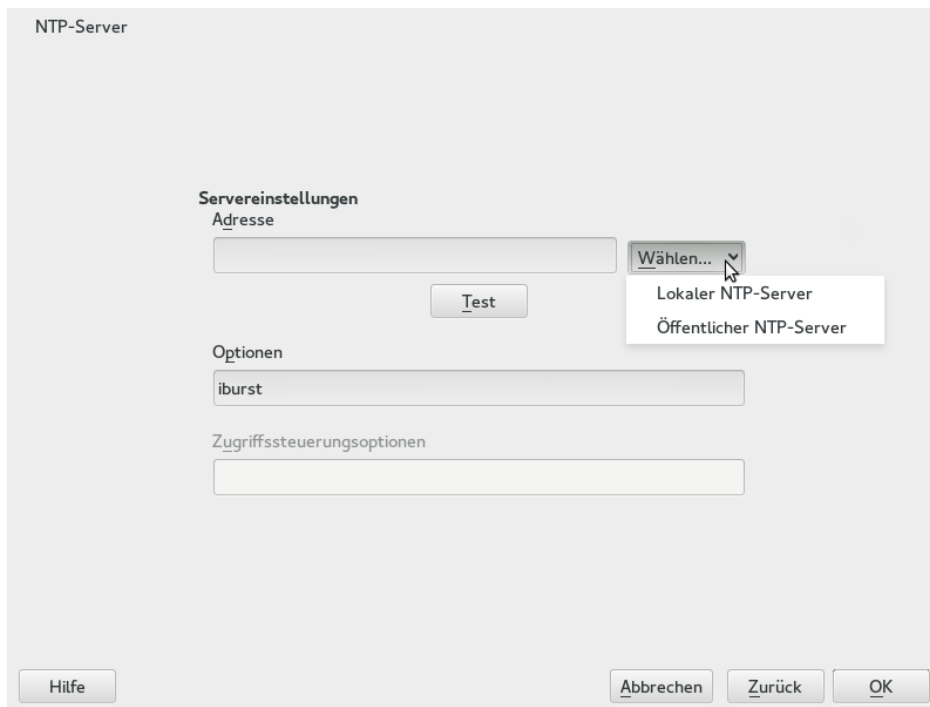 NTP-Server
Servereinstellungen
Adresse
Wählen...
Lokaler NTP-Server
Öffentlicher NTP-Server
Test
Optionen
iburst
Zugriffssteuerungsoptionen
Hilfe
Abbrechen
Zurück
OK